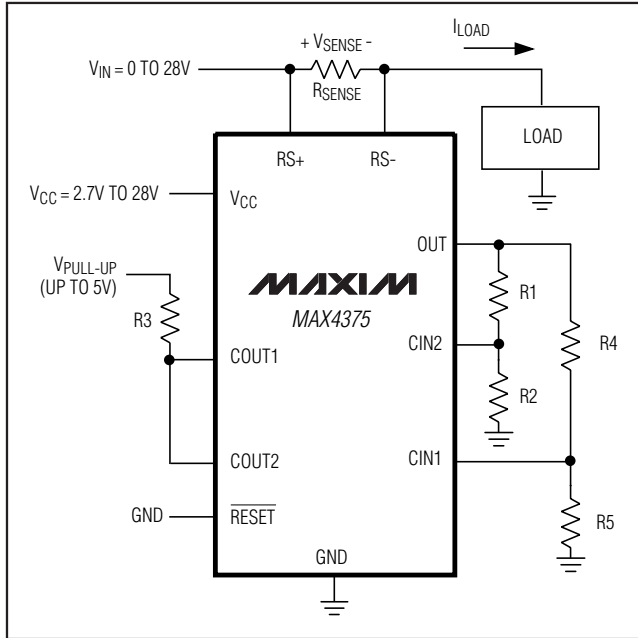 ILOAD
+ VSENSE -
VIN = 0 TO 28V
RSENSE
LOAD
RS+ RS-
VCC = 2.7V TO 28V
VCC
OUT
VPULL-UP
(UP TO 5V)
MAXIM
R1
R3
MAX4375
CIN2
R4
COUT1
R2
COUT2
CIN1
GND
RESET
R5
GND